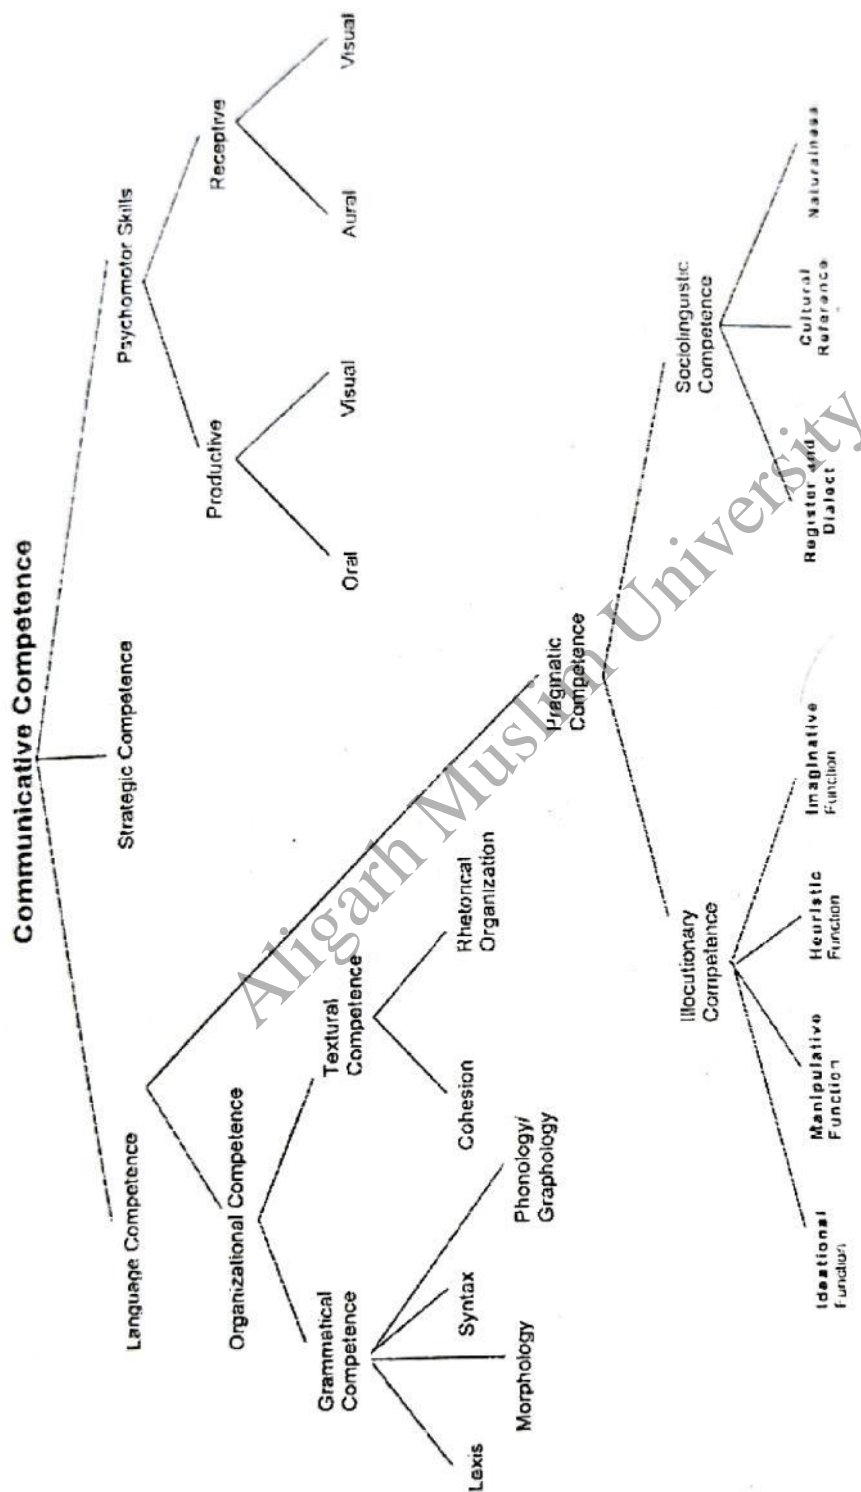 Communicative Competence
Language Competence
Strategic Competence
Psychomotor Skills
Organizational Competence
Productive
Receptive
Grammatical
Competence
Textural
Competence
Oral
Visual
Aural
Visual
Lexis
Syntax
Cohesion
Rhetorical
Organization
Morphology
Phonology/
Graphology
Pragmatic
Competence
Illocutionary
Competence
Sociolinguistic
Competence
Ideational
Function
Manipulative
Function
Heuristic
Function
Imaginative
Function
Register and
Dialect
Cultural
Reference
Naturalness
Aligarh Muslim University